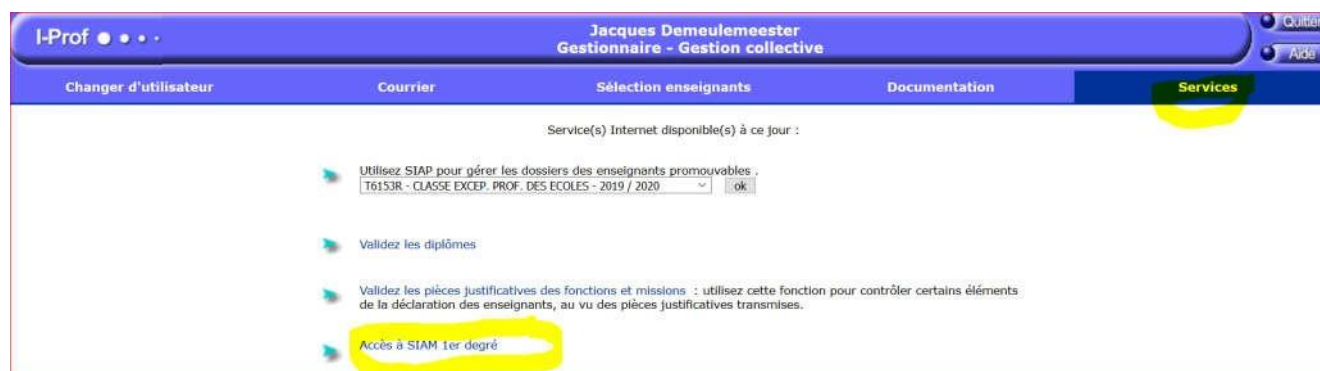 I-Prof
Jacques Demeulemeester
Gestionnaire - Gestion collective
Quitter
Aide
Changer d'utilisateur
Courrier
Sélection enseignants
Documentation
Services
Service(s) Internet disponible(s) à ce jour :
Utilisez SIAP pour gérer les dossiers des enseignants promouvables .
T6153R - CLASSE EXCEP. PROF. DES ECOLES - 2019 / 2020
ok
Validez les diplômes
Validez les pièces justificatives des fonctions et missions : utilisez cette fonction pour contrôler certains éléments
de la déclaration des enseignants, au vu des pièces justificatives transmises.
Accès à SIAM 1er degré